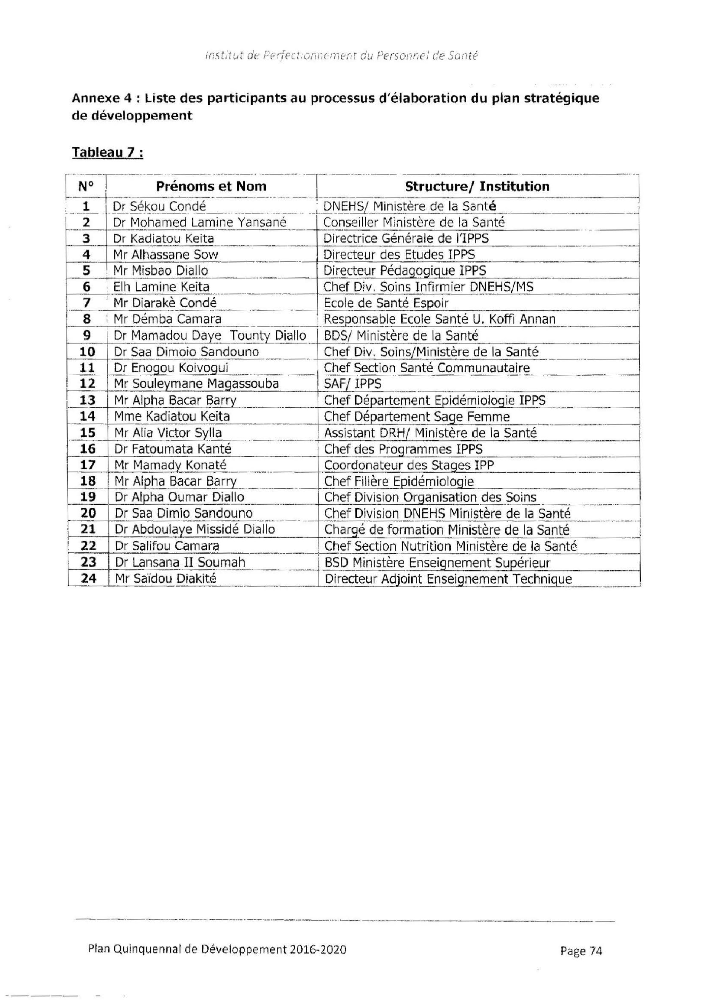 Institut de Perfectionnement du Personnel de Santé
Annexe 4 : Liste des participants au processus d'élaboration du plan stratégique
de développement
Tableau 7 :
N° Prénoms et Nom Structure/ Institution
1 Dr Sékou Condé DNEHS/ Ministère de la Santé
2 Dr Mohamed Lamine Yansané Conseiller Ministère de la Santé
3 Dr Kadiatou Keita Directrice Générale de l'IPPS
4 Mr Alhassane Sow Directeur des Etudes IPPS
5 Mr Misbao Diallo Directeur Pédagogique IPPS
6 Elh Lamine Keita Chef Div. Soins Infirmier DNEHS/MS
7 Mr Diarakè Condé Ecole de Santé Espoir
8 Mr Démba Camara Responsable Ecole Santé U. Koffi Annan
9 Dr Mamadou Daye Tounty Diallo BDS/ Ministère de la Santé
10 Dr Saa Dimoio Sandouno Chef Div. Soins/Ministère de la Santé
11 Dr Enogou Koivogui Chef Section Santé Communautaire
12 Mr Souleymane Magassouba SAF/ IPPS
13 Mr Alpha Bacar Barry Chef Département Epidémiologie IPPS
14 Mme Kadiatou Keita Chef Département Sage Femme
15 Mr Alia Victor Sylla Assistant DRH/ Ministère de la Santé
16 Dr Fatoumata Kanté Chef des Programmes IPPS
17 Mr Mamady Konaté Coordonateur des Stages IPP
18 Mr Alpha Bacar Barry Chef Filière Epidémiologie
19 Dr Alpha Oumar Diallo Chef Division Organisation des Soins
20 Dr Saa Dimio Sandouno Chef Division DNEHS Ministère de la Santé
21 Dr Abdoulaye Missidé Diallo Chargé de formation Ministère de la Santé
22 Dr Salifou Camara Chef Section Nutrition Ministère de la Santé
23 Dr Lansana II Soumah BSD Ministère Enseignement Supérieur
24 Mr Saïdou Diakité Directeur Adjoint Enseignement Technique
Plan Quinquennal de Développement 2016-2020 Page 74